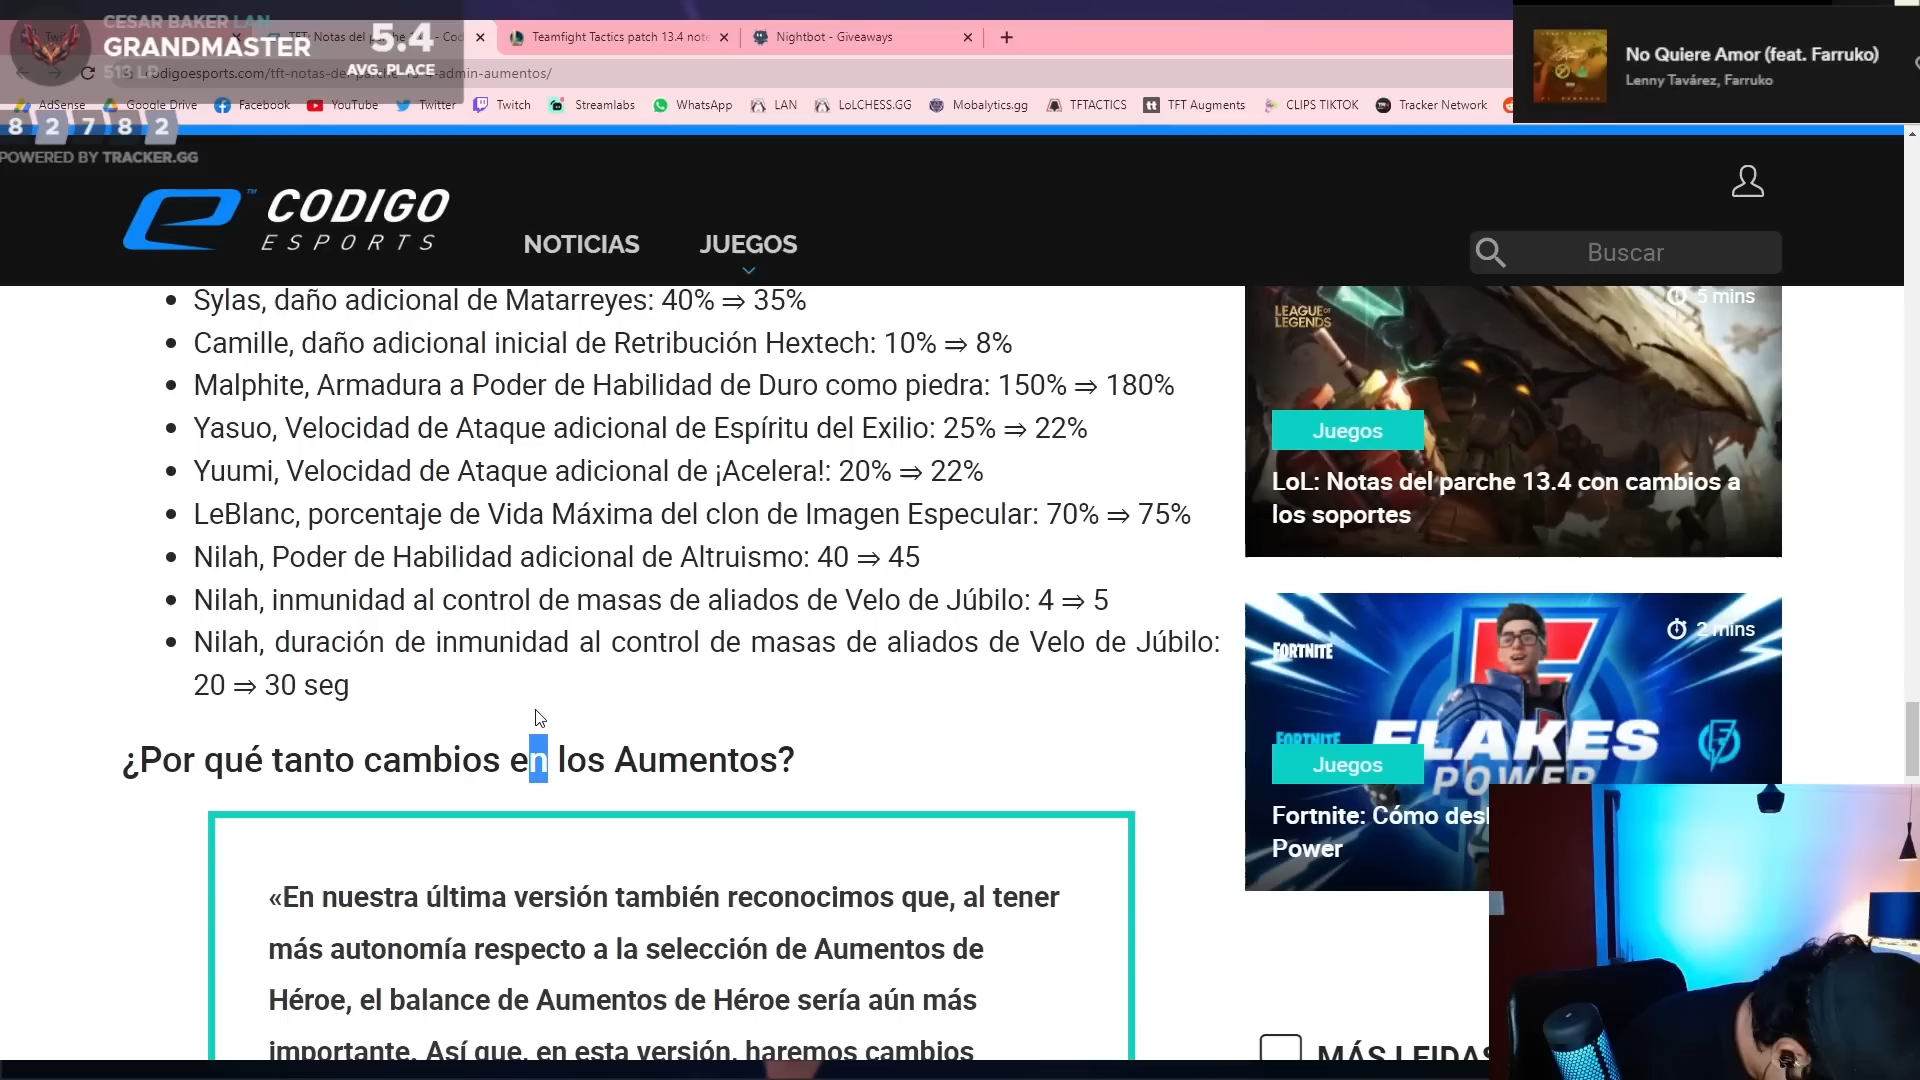 CESAR BAKER LAN
GRANDMASTER
5.4
AVG. PLACE
TFT: Notas del
Teamfight Tactics patch 13.4 note
Nightbot - Giveaways
No Quiere Amor (feat. Farruko)
Lenny Tavárez, Farruko
AdSense
Google Drive
Facebook
YouTube
Twitter
Twitch
Streamlabs
WhatsApp
LAN
LoLCHESS.GG
Mobalytics.gg
TFTACTICS
TFT Augments
CLIPS TIKTOK
Tracker Network
8 2 7 8 2
POWERED BY TRACKER.GG
CODIGO
ESPORTS
NOTICIAS
JUEGOS
Buscar
• Sylas, daño adicional de Matarreyes: 40% ⇒ 35%
• Camille, daño adicional inicial de Retribución Hextech: 10% ⇒ 8%
• Malphite, Armadura a Poder de Habilidad de Duro como piedra: 150% ⇒ 180%
• Yasuo, Velocidad de Ataque adicional de Espíritu del Exilio: 25% ⇒ 22%
• Yuumi, Velocidad de Ataque adicional de ¡Acelera!: 20% ⇒ 22%
• LeBlanc, porcentaje de Vida Máxima del clon de Imagen Especular: 70% ⇒ 75%
• Nilah, Poder de Habilidad adicional de Altruismo: 40 ⇒ 45
• Nilah, inmunidad al control de masas de aliados de Velo de Júbilo: 4 ⇒ 5
• Nilah, duración de inmunidad al control de masas de aliados de Velo de Júbilo:
20 ⇒ 30 seg
¿Por qué tanto cambios en los Aumentos?
«En nuestra última versión también reconocimos que, al tener
más autonomía respecto a la selección de Aumentos de
Héroe, el balance de Aumentos de Héroe sería aún más
importante. Así que, en esta versión, haremos cambios
5 mins
LEAGUE OF
LEGENDS
Juegos
LoL: Notas del parche 13.4 con cambios a
los soportes
2 mins
FORTNITE
FLAKES
POWER
FORTNITE
Juegos
Fortnite: Cómo des
Power
MÁS LEIDAS